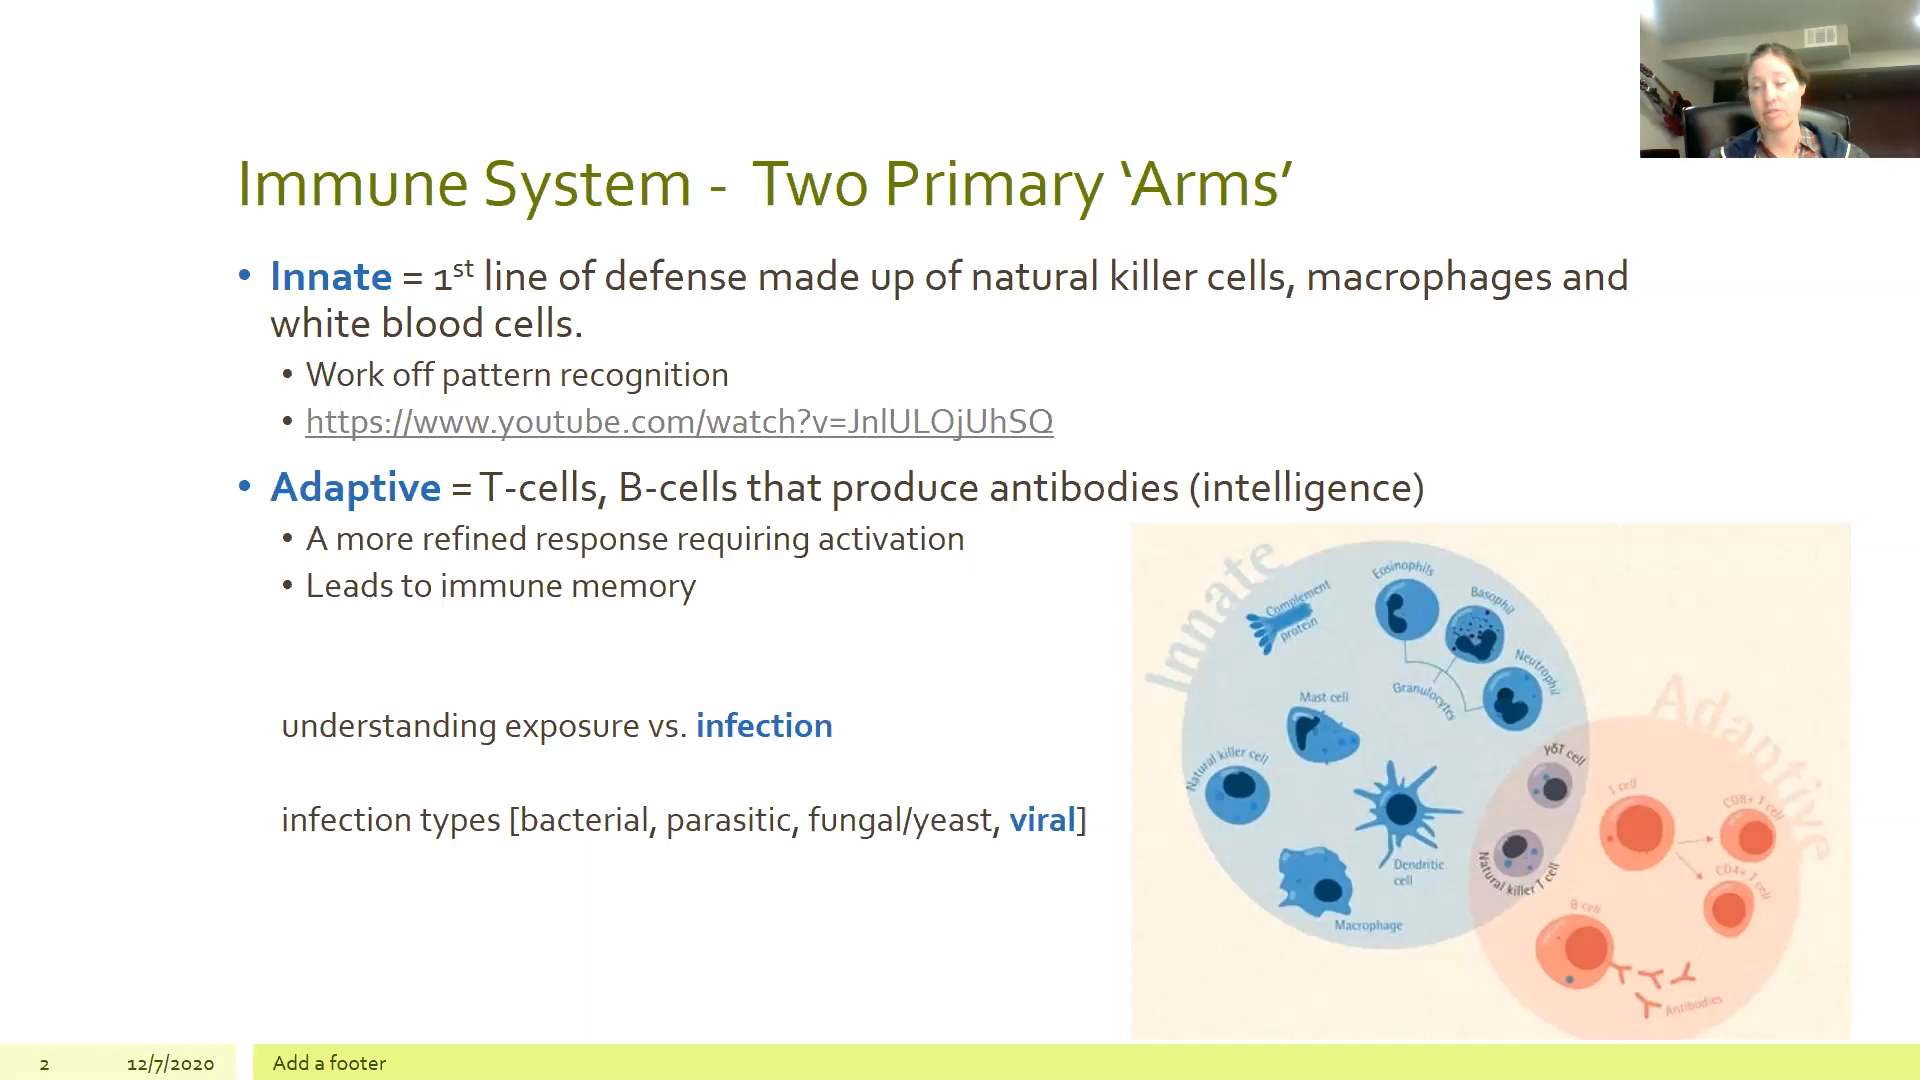 Immune System - Two Primary ‘Arms’
• Innate = 1st line of defense made up of natural killer cells, macrophages and
white blood cells.
• Work off pattern recognition
• https://www.youtube.com/watch?v=JnlULOjUhSQ
• Adaptive = T-cells, B-cells that produce antibodies (intelligence)
• A more refined response requiring activation
• Leads to immune memory
understanding exposure vs. infection
infection types [bacterial, parasitic, fungal/yeast, viral]
Innate
Complement
protein
Eosinophils
Basophil
Neutrophil
Granulocytes
Mast cell
Natural killer cell
Dendritic
cell
Macrophage
γδT cell
Natural killer T cell
Adaptive
T cell
CD8+ T cell
CD4+ T cell
B cell
Antibodies
2
12/7/2020
Add a footer